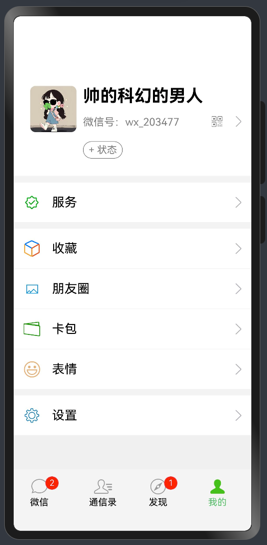 帅的科幻的男人
微信号: wx_203477
+ 状态
服务
收藏
朋友圈
卡包
表情
设置
2
1
微信
通信录
发现
我的